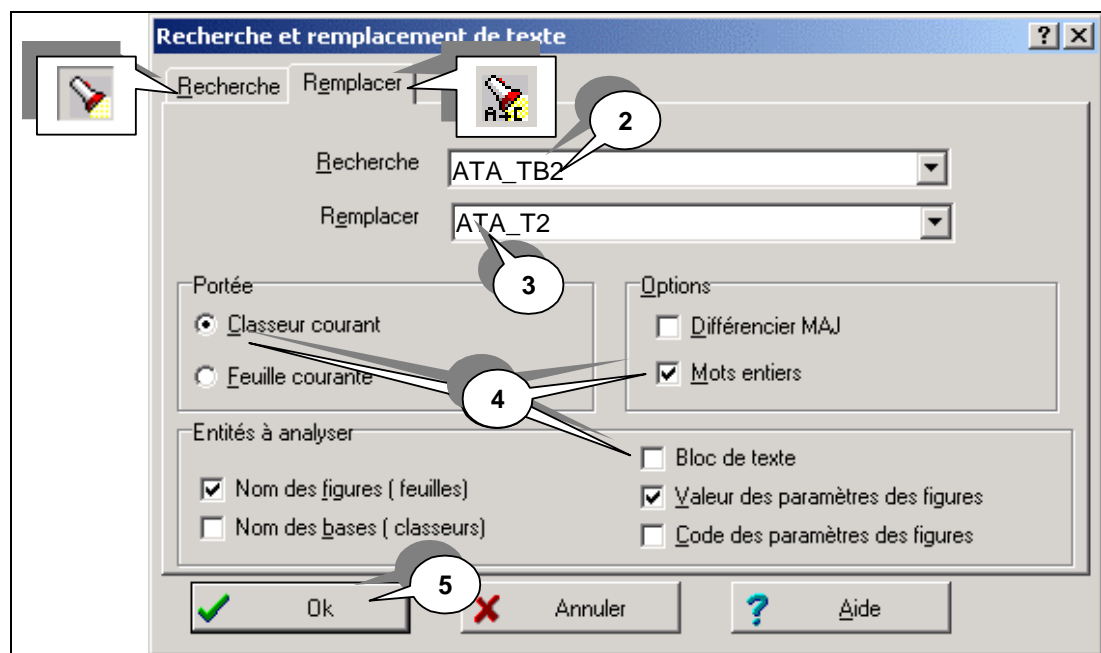 Recherche et remplacement de texte
Recherche Remplacer
A+C
2
Recherche ATA_TB2
Remplacer ATA_T2
3
Portée Options
Classeur courant Différencier MAJ
Feuille courante Mots entiers
4
Entités à analyser
Bloc de texte
Nom des figures ( feuilles) Valeur des paramètres des figures
Nom des bases ( classeurs) Code des paramètres des figures
5
Ok Annuler ? Aide